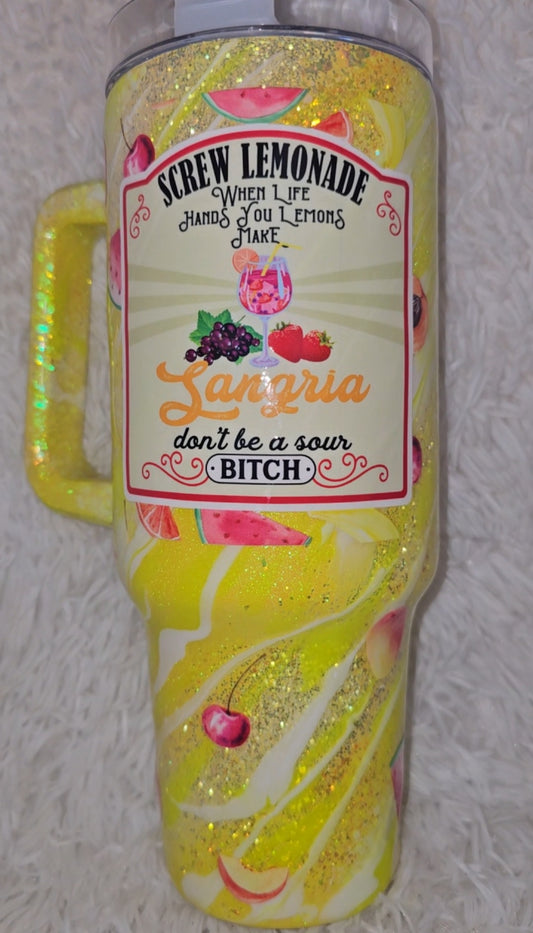 SCREW LEMONADE
WHEN LIFE
HANDS YOU LEMONS
MAKE
Sangria
don't be a sour
BITCH